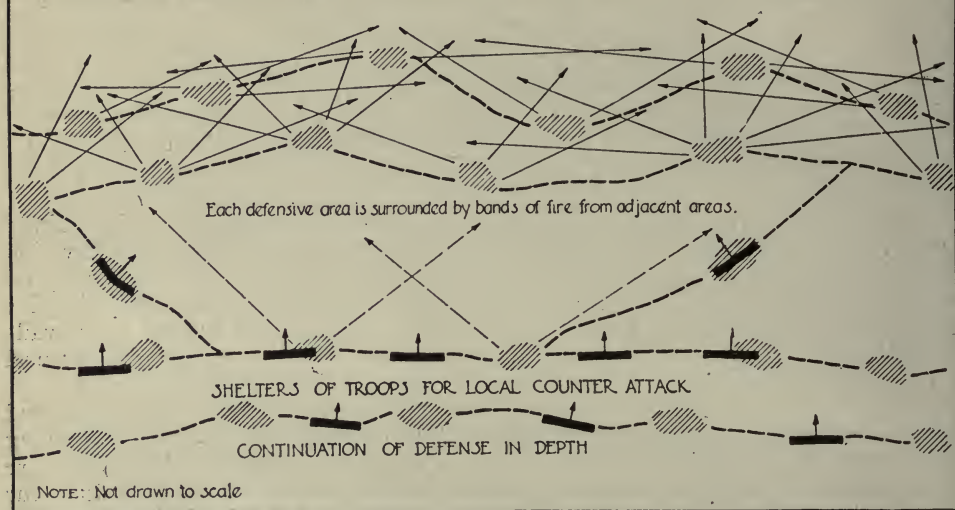 Each defensive area is surrounded by bands of fire from adjacent areas.
SHELTERS OF TROOPS FOR LOCAL COUNTER ATTACK
CONTINUATION OF DEFENSE IN DEPTH
NOTE: Not drawn to scale